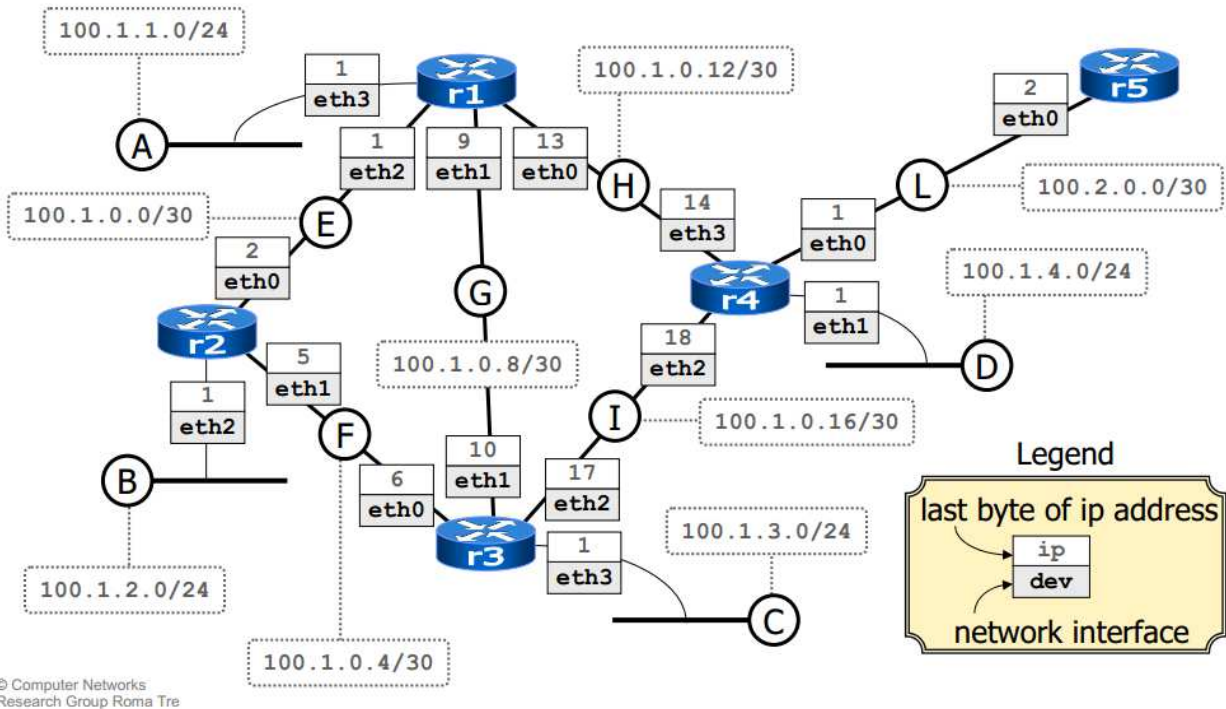 100.1.1.0/24
1
eth3
r1
100.1.0.12/30
r5
2
eth0
A
1
eth2
9
eth1
13
eth0
H
L
100.2.0.0/30
100.1.0.0/30
E
14
eth3
1
eth0
2
eth0
G
r4
100.1.4.0/24
1
eth1
r2
5
eth1
100.1.0.8/30
18
eth2
D
1
eth2
F
I
100.1.0.16/30
B
6
eth0
10
eth1
17
eth2
r3
1
eth3
100.1.3.0/24
C
100.1.2.0/24
100.1.0.4/30
Legend
last byte of ip address
ip
dev
network interface
© Computer Networks
Research Group Roma Tre